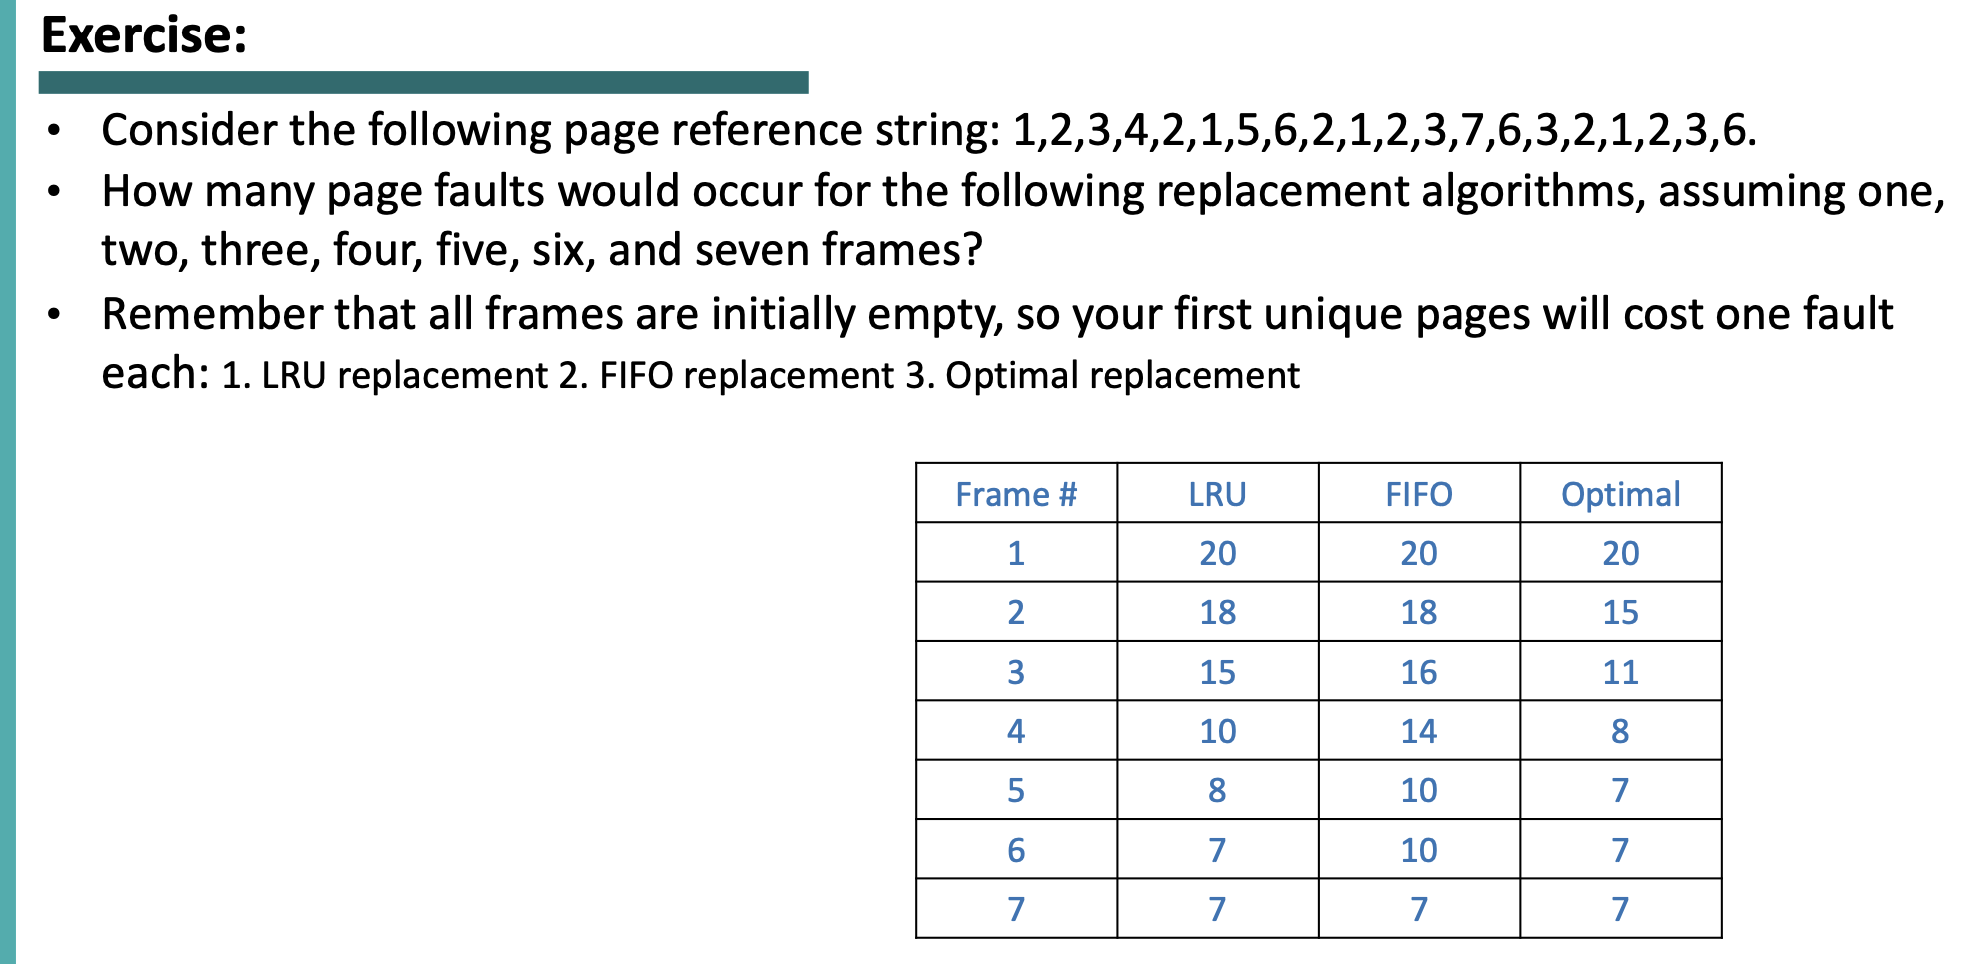 Exercise:
• Consider the following page reference string: 1,2,3,4,2,1,5,6,2,1,2,3,7,6,3,2,1,2,3,6.
• How many page faults would occur for the following replacement algorithms, assuming one,
two, three, four, five, six, and seven frames?
• Remember that all frames are initially empty, so your first unique pages will cost one fault
each: 1. LRU replacement 2. FIFO replacement 3. Optimal replacement
Frame # LRU FIFO Optimal
1 20 20 20
2 18 18 15
3 15 16 11
4 10 14 8
5 8 10 7
6 7 10 7
7 7 7 7